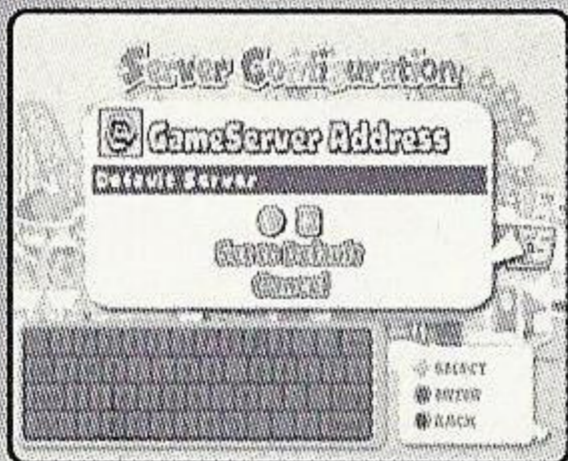 Server Configuration
@ GameServer Address
Default Server
Cancel
SELECT
ENTER
BACK